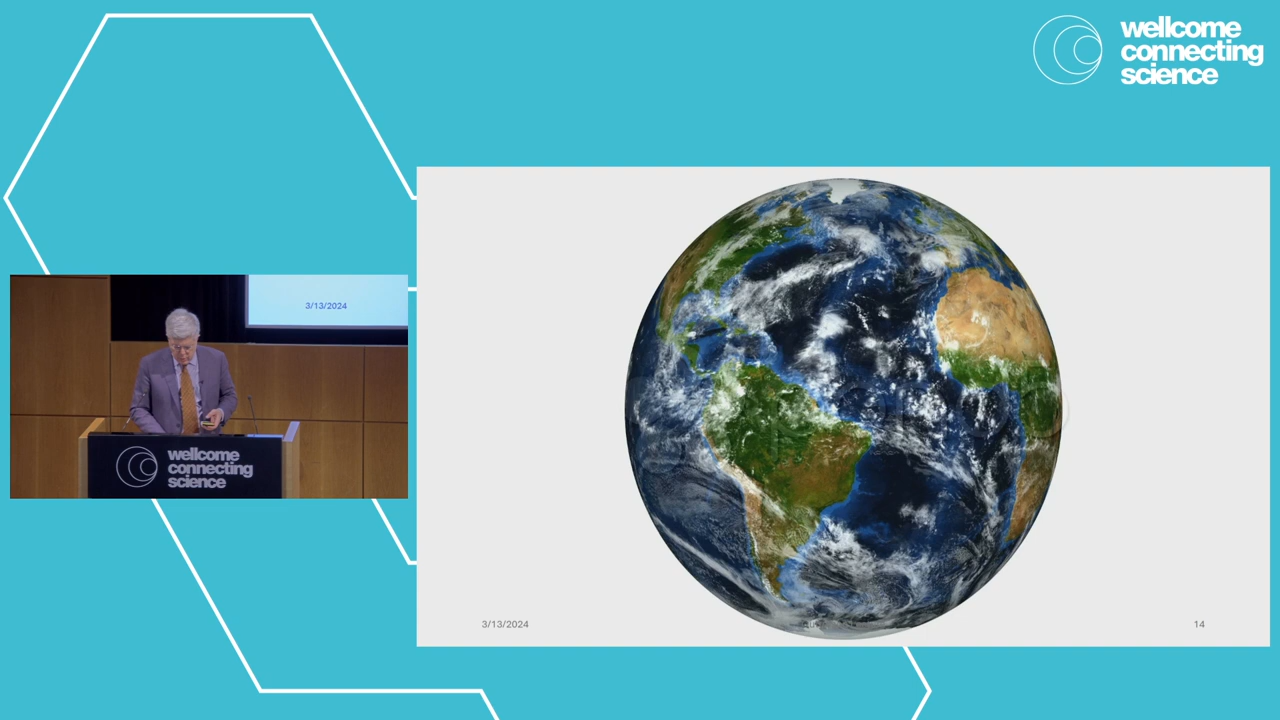 wellcome
connecting
science
3/13/2024
wellcome
connecting
science
3/13/2024
14